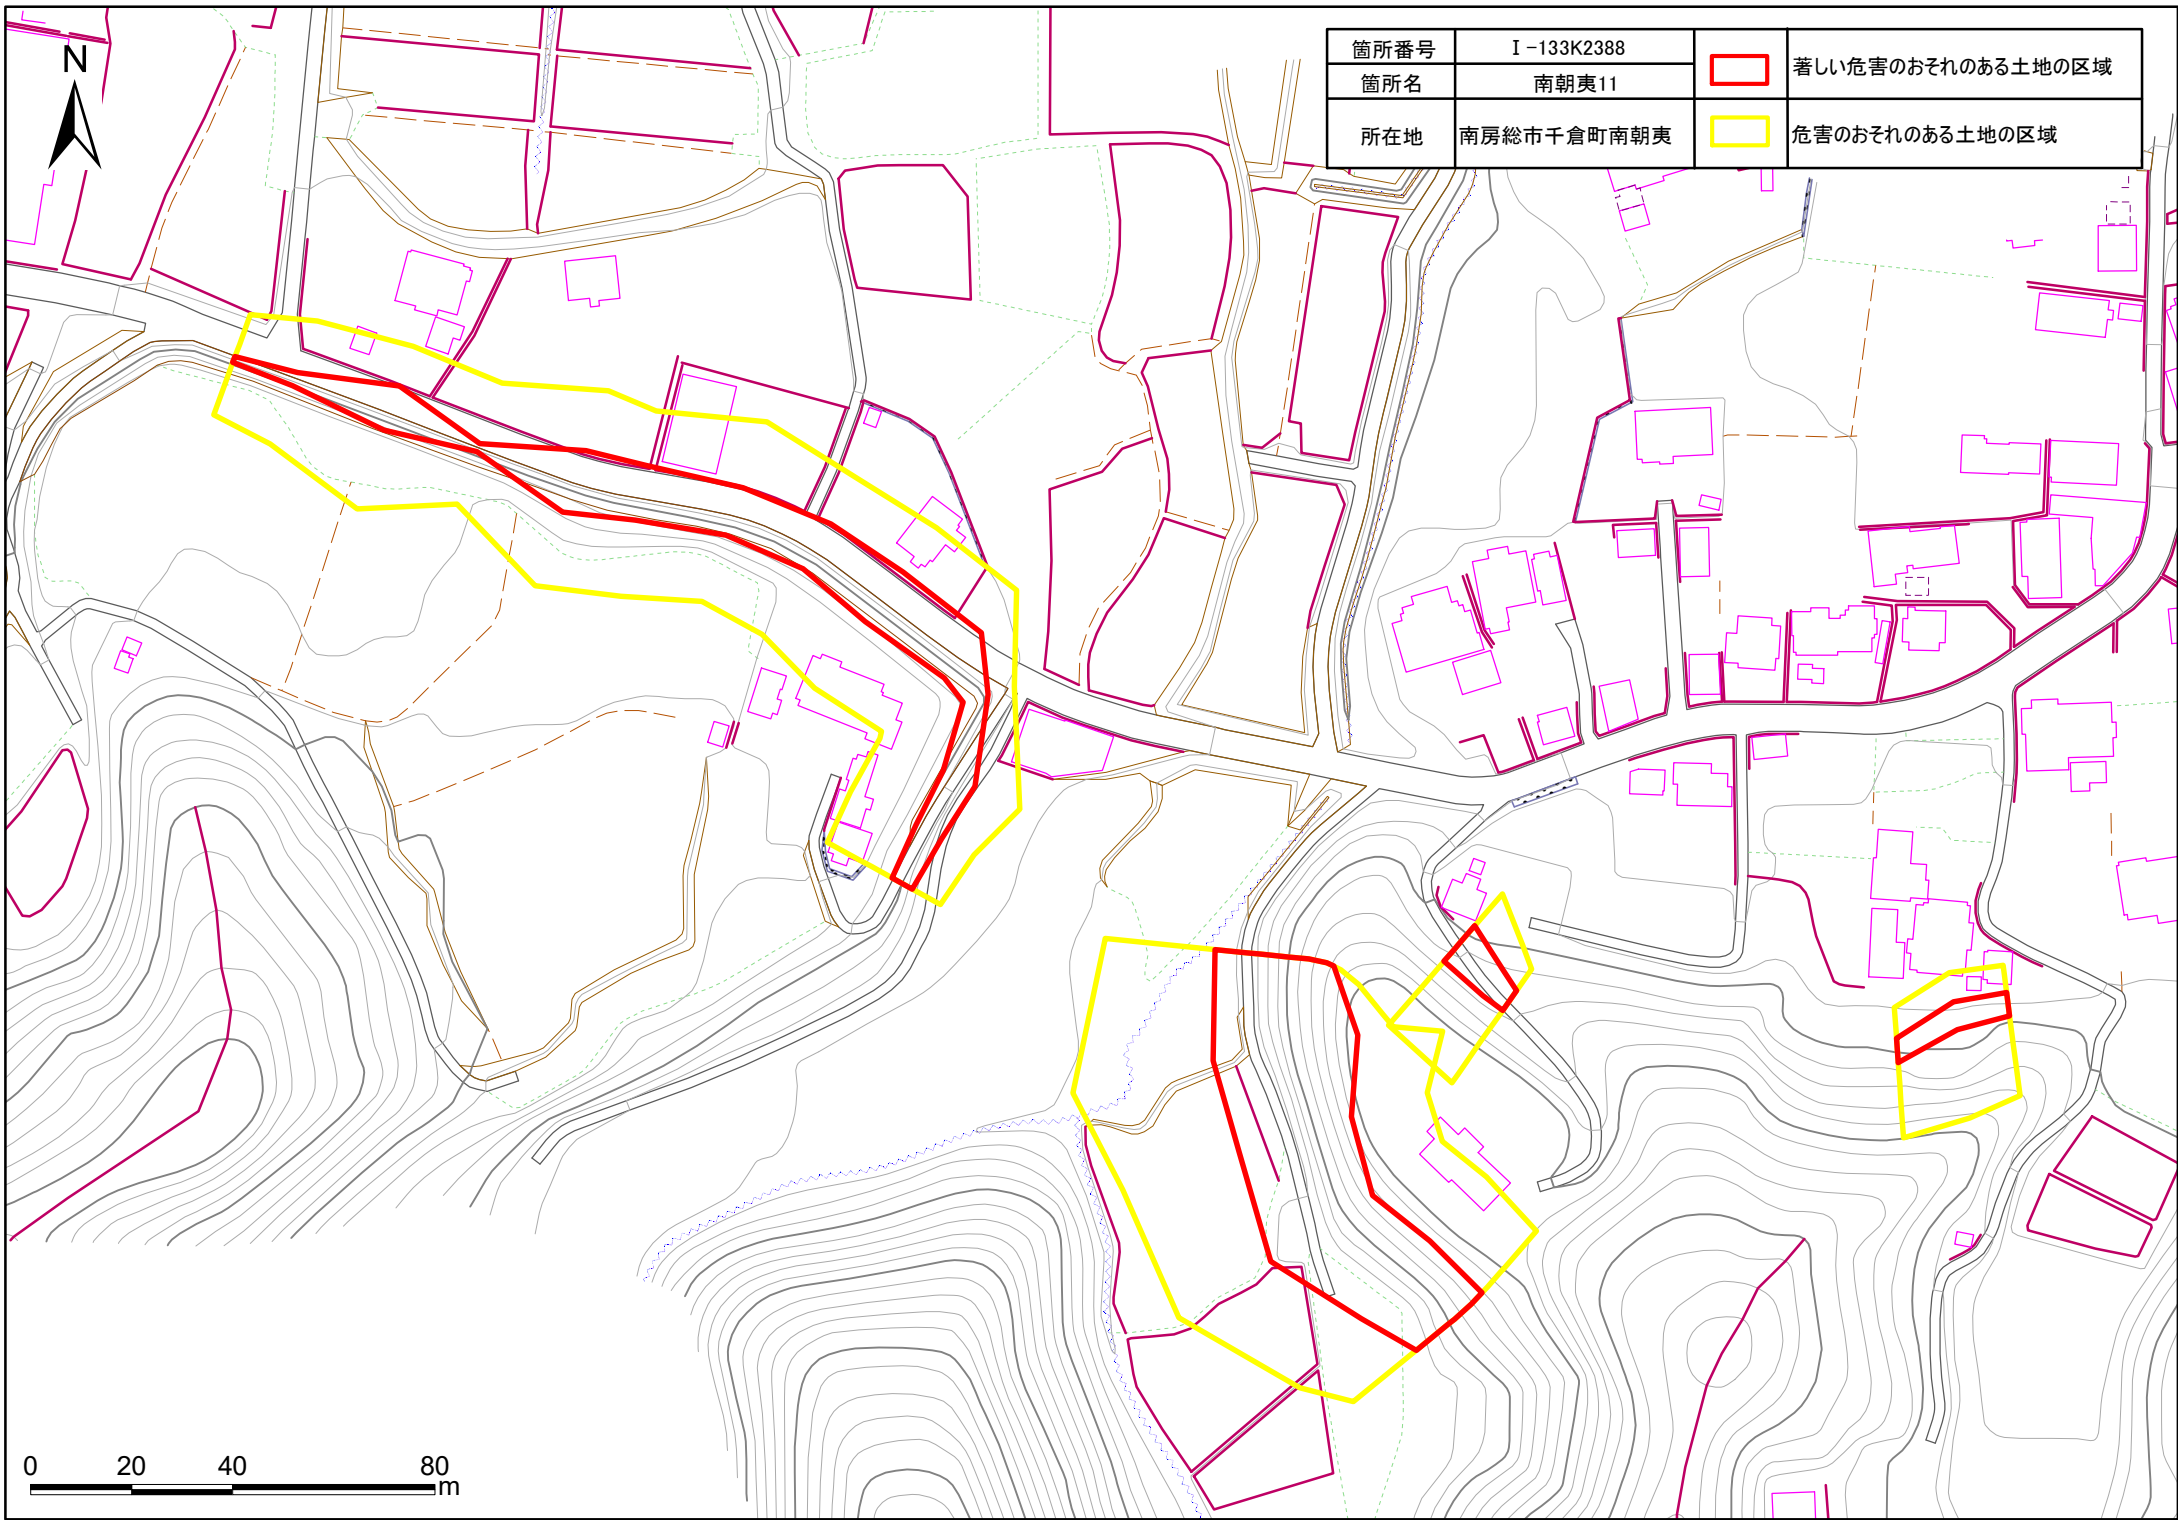 箇所番号 Ⅰ-133K2388
著しい危害のおそれのある土地の区域
箇所名 南朝夷11
所在地 南房総市千倉町南朝夷
危害のおそれのある土地の区域
N
0 20 40 80
m